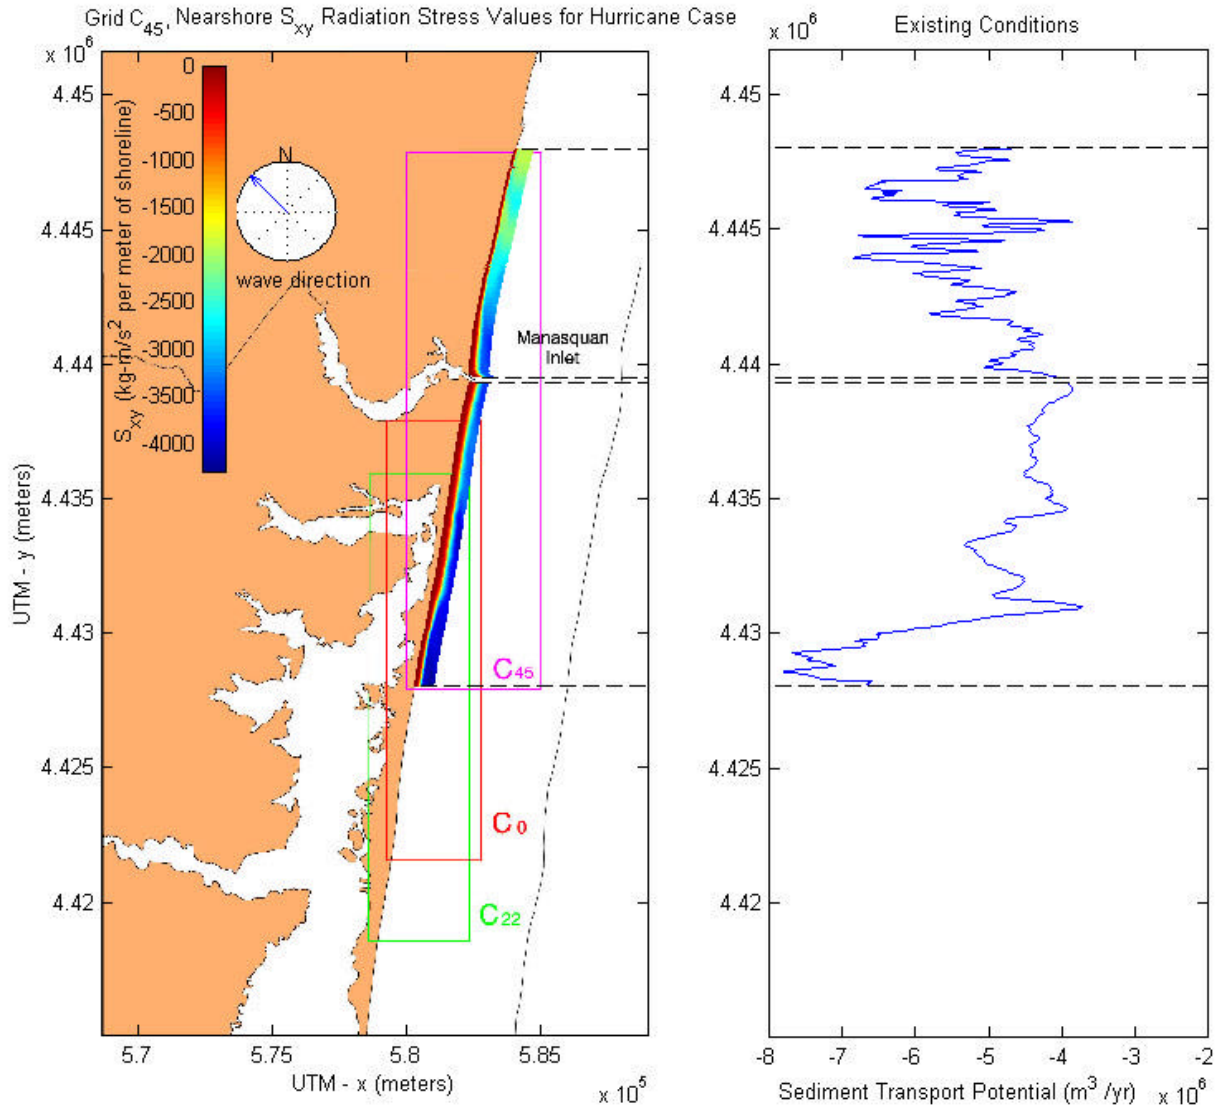 Grid C45, Nearshore Sxy Radiation Stress Values for Hurricane Case
x 10^6
4.45
4.445
4.44
4.435
4.43
4.425
4.42
UTM - y (meters)
0
-500
-1000
-1500
-2000
-2500
-3000
-3500
-4000
Sxy (kg-m/s^2 per meter of shoreline)
N
wave direction
Manasquan
Inlet
C45
C0
C22
5.7
5.75
5.8
5.85
UTM - x (meters)
x 10^5
Existing Conditions
x 10^6
4.45
4.445
4.44
4.435
4.43
4.425
4.42
-8
-7
-6
-5
-4
-3
-2
Sediment Transport Potential (m^3 /yr)
x 10^6